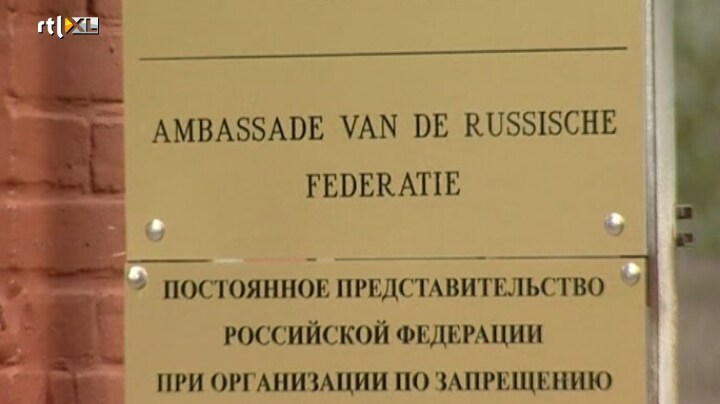 rtl XL
AMBASSADE VAN DE RUSSISCHE
FEDERATIE
ПОСТОЯННОЕ ПРЕДСТАВИТЕЛЬСТВО
РОССИЙСКОЙ ФЕДЕРАЦИИ
ПРИ ОРГАНИЗАЦИИ ПО ЗАПРЕЩЕНИЮ